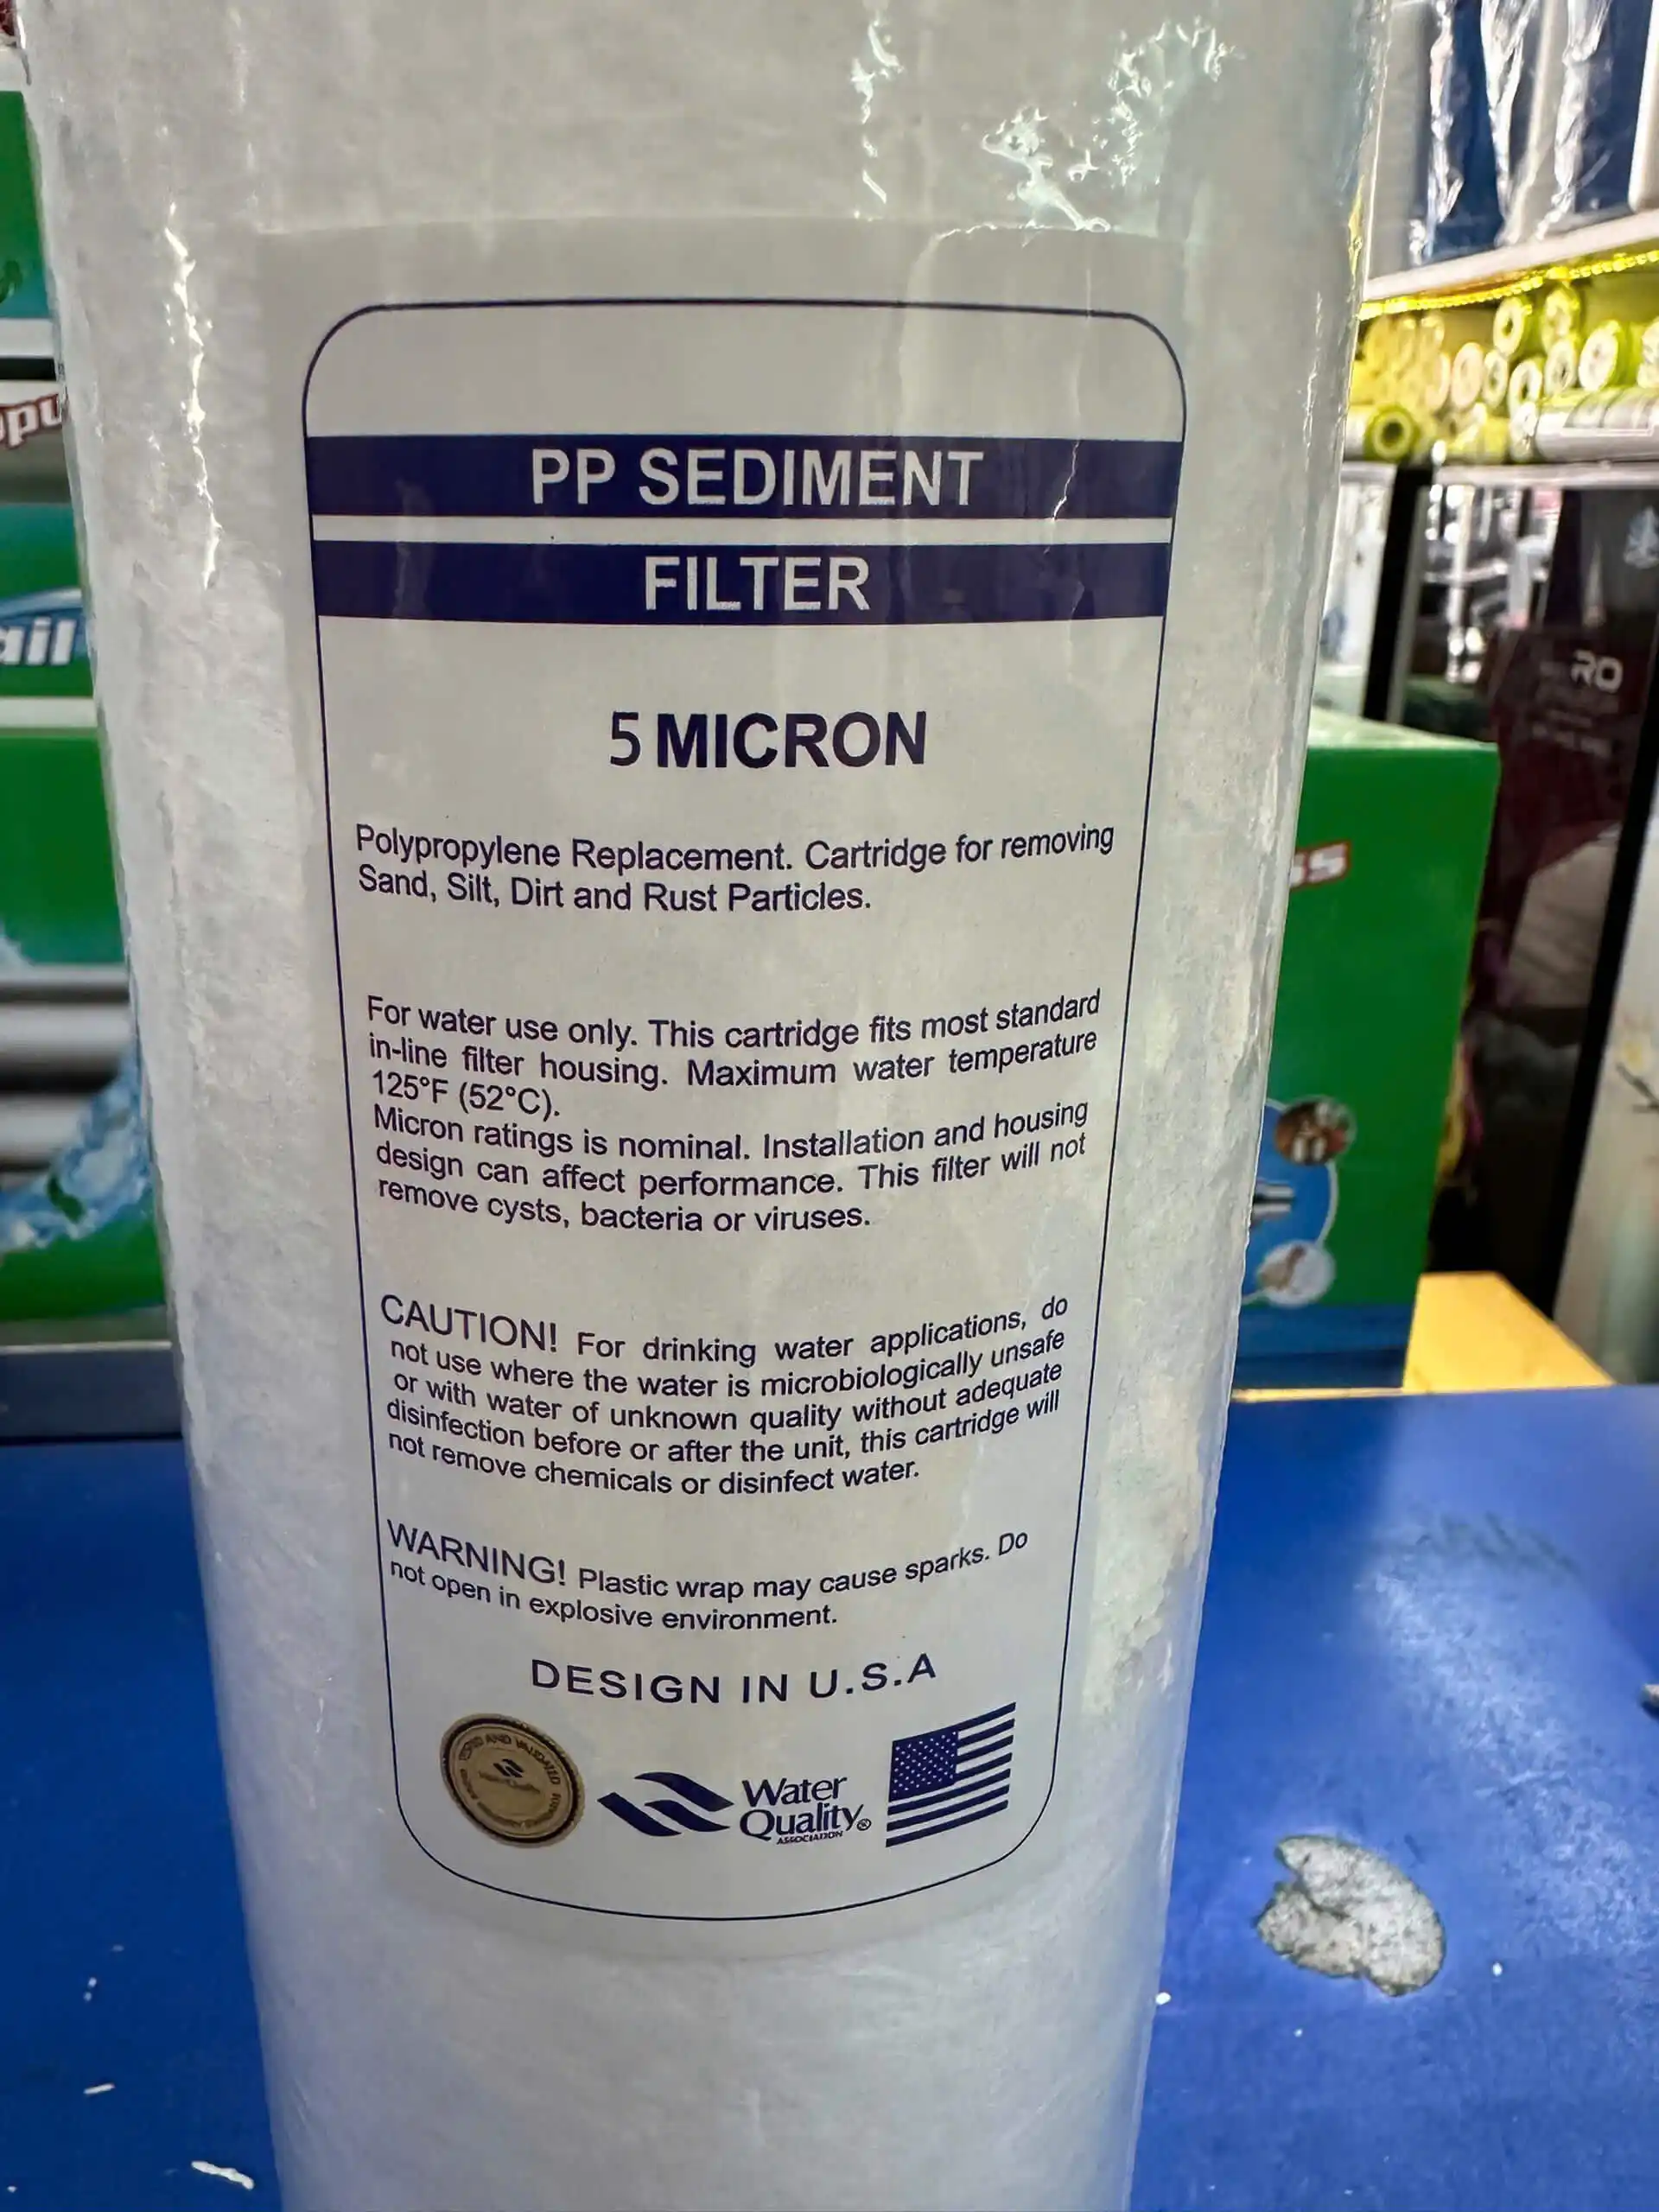 PP SEDIMENT
FILTER
5 MICRON
Polypropylene Replacement. Cartridge for removing
Sand, Silt, Dirt and Rust Particles.
For water use only. This cartridge fits most standard
in-line filter housing. Maximum water temperature
125°F (52°C).
Micron ratings is nominal. Installation and housing
design can affect performance. This filter will not
remove cysts, bacteria or viruses.
CAUTION! For drinking water applications, do
not use where the water is microbiologically unsafe
or with water of unknown quality without adequate
disinfection before or after the unit, this cartridge will
not remove chemicals or disinfect water.
WARNING! Plastic wrap may cause sparks. Do
not open in explosive environment.
DESIGN IN U.S.A
AND VALIDATED
Water
Quality®
ASSOCIATION
RO